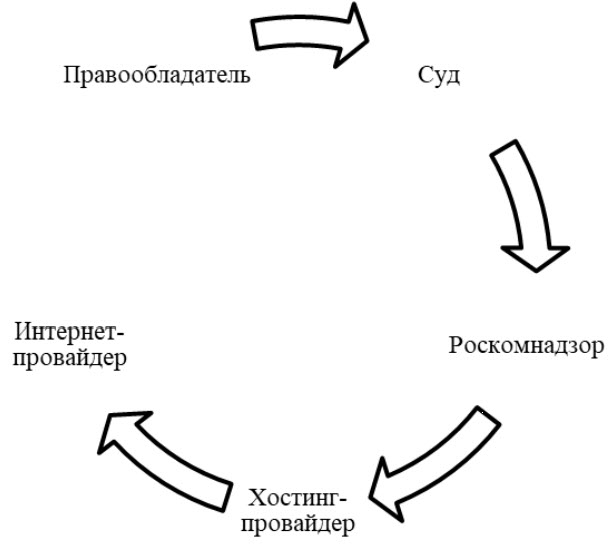 Правообладатель
Суд
Роскомнадзор
Хостинг-
провайдер
Интернет-
провайдер